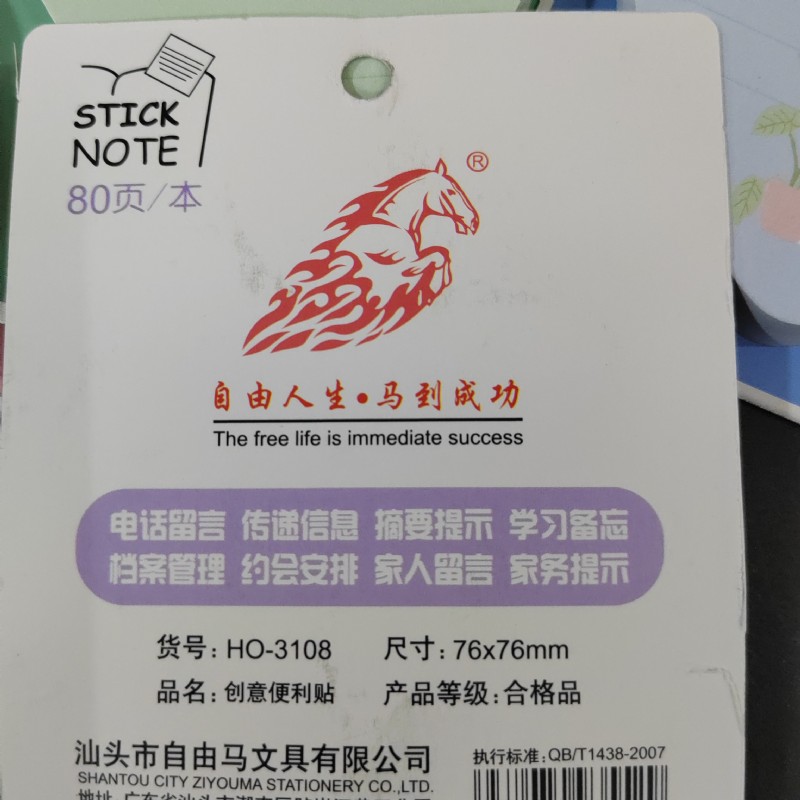 STICK
NOTE
80页/本
®
自由人生·马到成功
The free life is immediate success
电话留言 传递信息 摘要提示 学习备忘
档案管理 约会安排 家人留言 家务提示
货号:HO-3108 尺寸:76x76mm
品名:创意便利贴 产品等级:合格品
汕头市自由马文具有限公司 执行标准:QB/T1438-2007
SHANTOU CITY ZIYOUMA STATIONERY CO.,LTD.